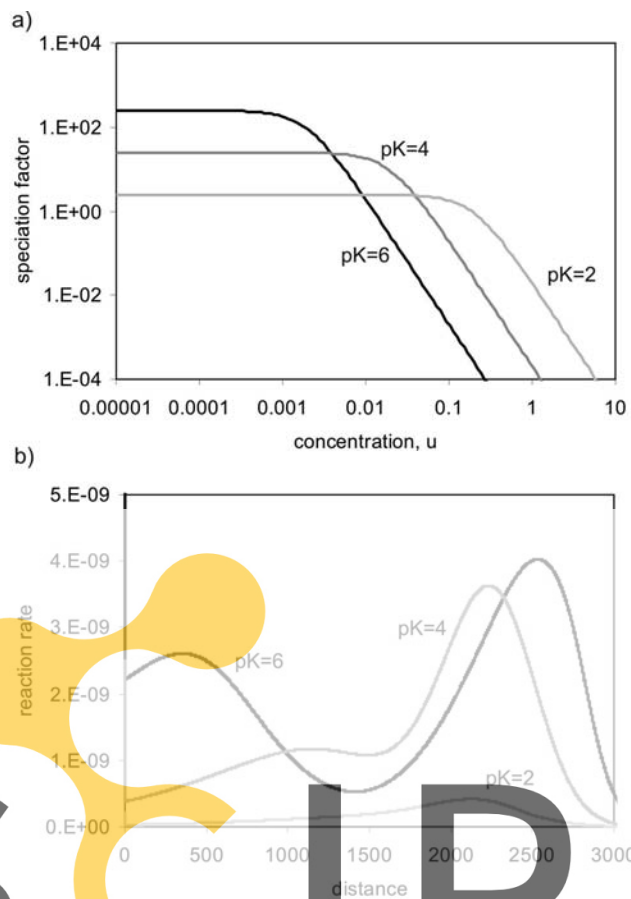 a)
1.E+04
1.E+02
1.E+00
1.E-02
1.E-04
speciation factor
pK=4
pK=6
pK=2
0.00001 0.0001 0.001 0.01 0.1 1 10
concentration, u
b)
5.E-09
4.E-09
3.E-09
2.E-09
1.E-09
0.E+00
reaction rate
pK=4
pK=6
pK=2
0 500 1000 1500 2000 2500 3000
distance